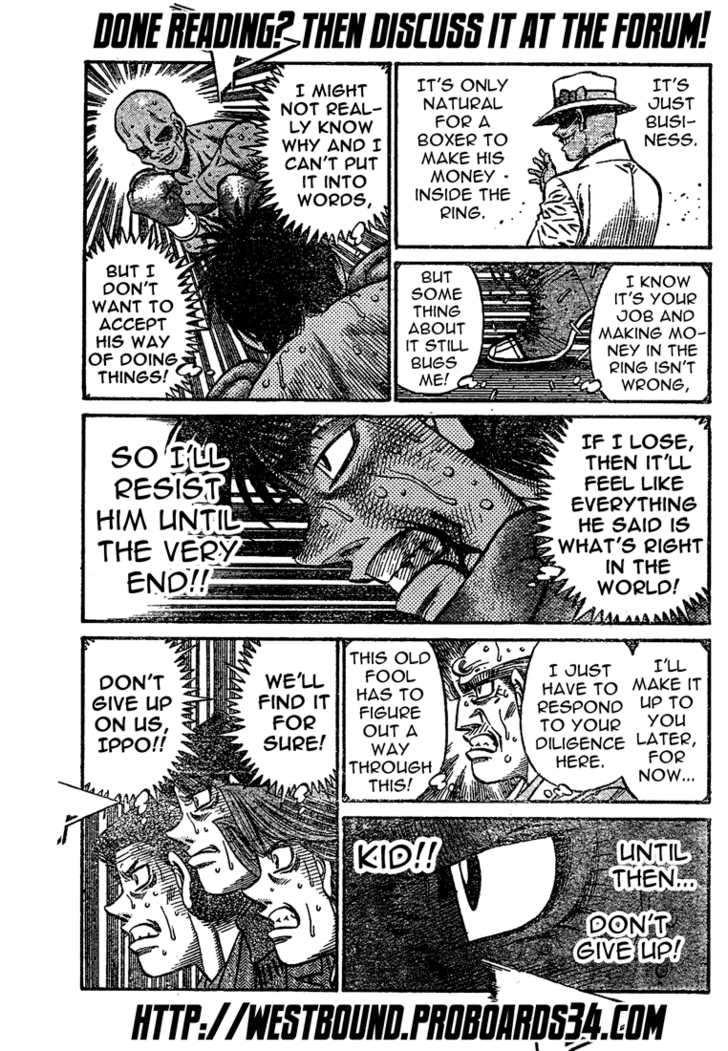 DONE READING? THEN DISCUSS IT AT THE FORUM!
IT'S
JUST
BUSI-
NESS.
IT'S ONLY
NATURAL
FOR A
BOXER TO
MAKE HIS
MONEY
INSIDE THE
RING.
I MIGHT
NOT REAL-
LY KNOW
WHY AND I
CAN'T PUT
IT INTO
WORDS,
BUT I
DON'T
WANT TO
ACCEPT
HIS WAY
OF DOING
THINGS!
I KNOW
IT'S YOUR
JOB AND
MAKING MO-
NEY IN THE
RING ISN'T
WRONG,
BUT
SOME
THING
ABOUT
IT STILL
BUGS
ME!
IF I LOSE,
THEN IT'LL
FEEL LIKE
EVERYTHING
HE SAID IS
WHAT'S RIGHT
IN THE
WORLD!
SO I'LL
RESIST
HIM UNTIL
THE VERY
END!!
I'LL
MAKE IT
UP TO
YOU
LATER,
FOR
NOW...
I JUST
HAVE TO
RESPOND
TO YOUR
DILIGENCE
HERE.
THIS OLD
FOOL
HAS TO
FIGURE
OUT A
WAY
THROUGH
THIS!
WE'LL
FIND IT
FOR
SURE!
DON'T
GIVE UP
ON US,
IPPO!!
UNTIL
THEN...
DON'T
GIVE UP!
KID!!
HTTP://WESTBOUND.PROBOARDS34.COM